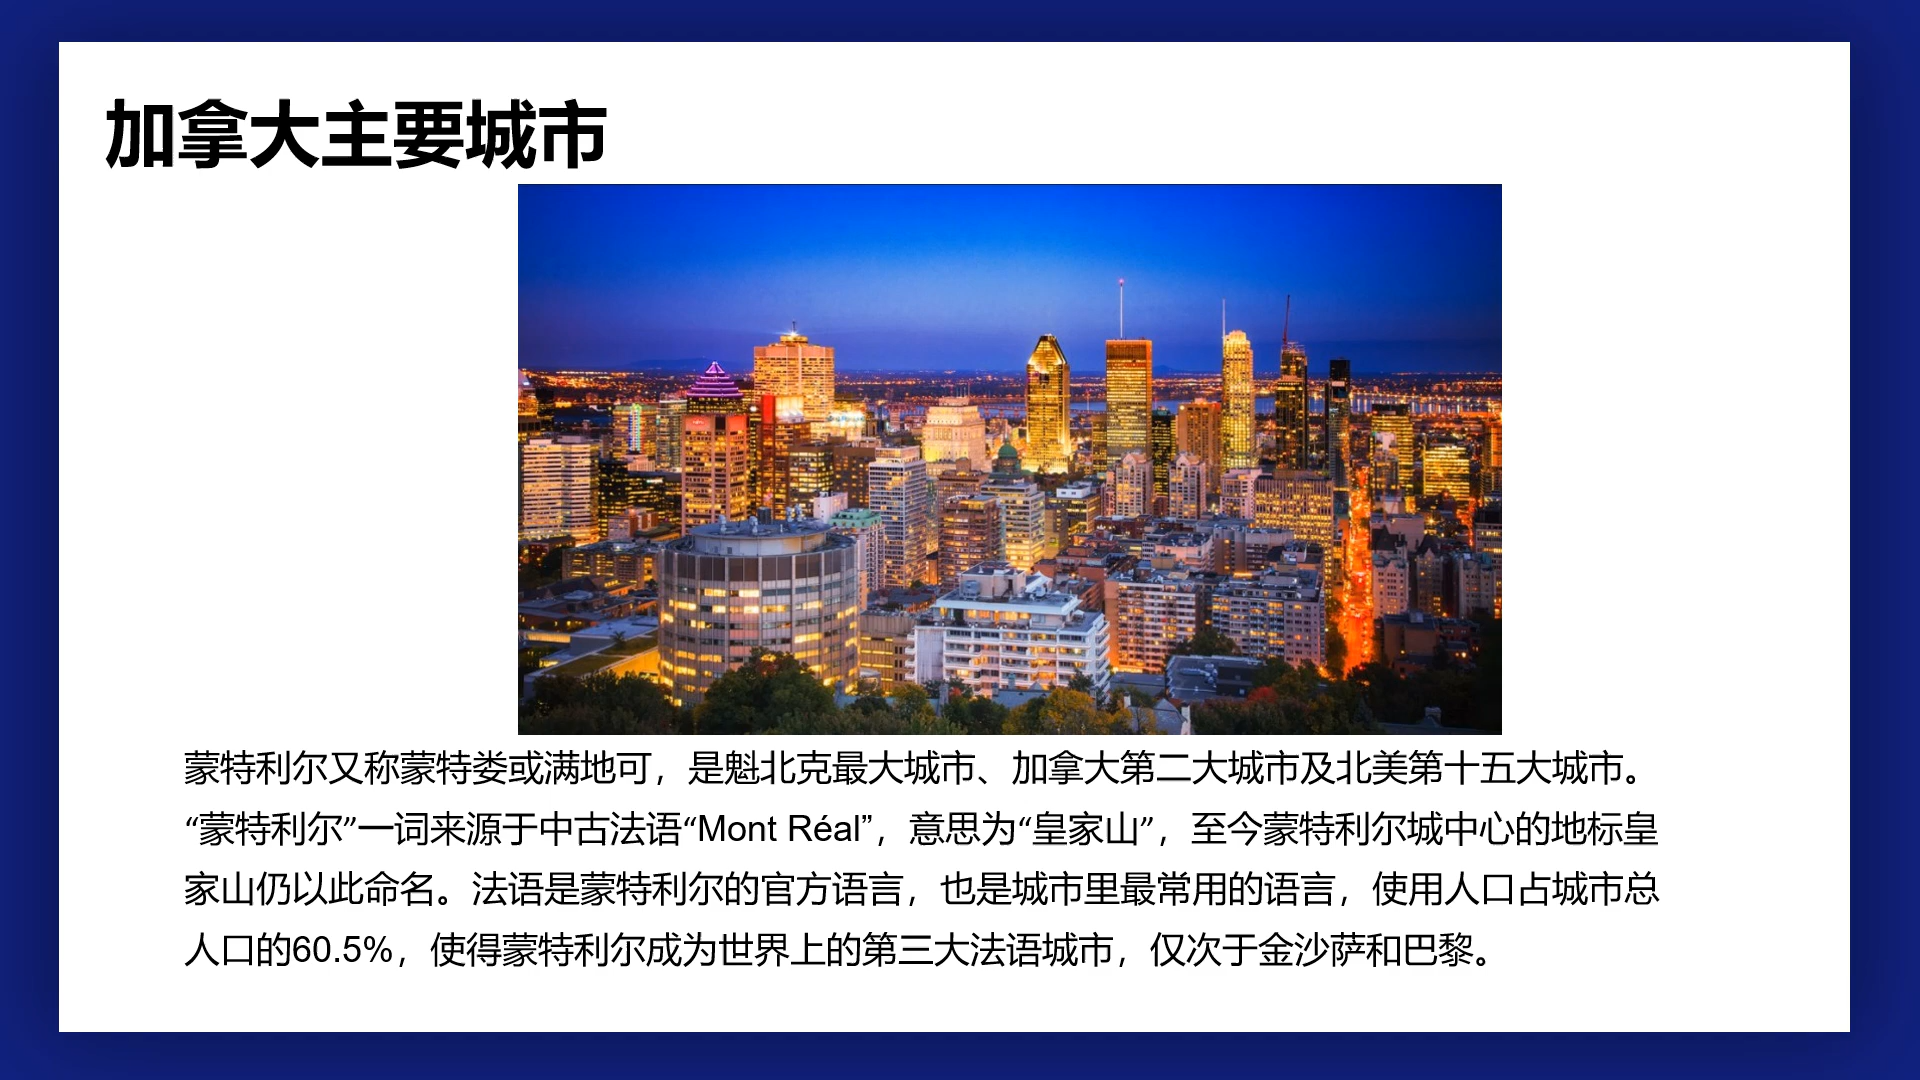 加拿大主要城市
蒙特利尔又称蒙特娄或满地可，是魁北克最大城市、加拿大第二大城市及北美第十五大城市。
“蒙特利尔”一词来源于中古法语“Mont Réal”，意思为“皇家山”，至今蒙特利尔城中心的地标皇
家山仍以此命名。法语是蒙特利尔的官方语言，也是城市里最常用的语言，使用人口占城市总
人口的60.5%，使得蒙特利尔成为世界上的第三大法语城市，仅次于金沙萨和巴黎。